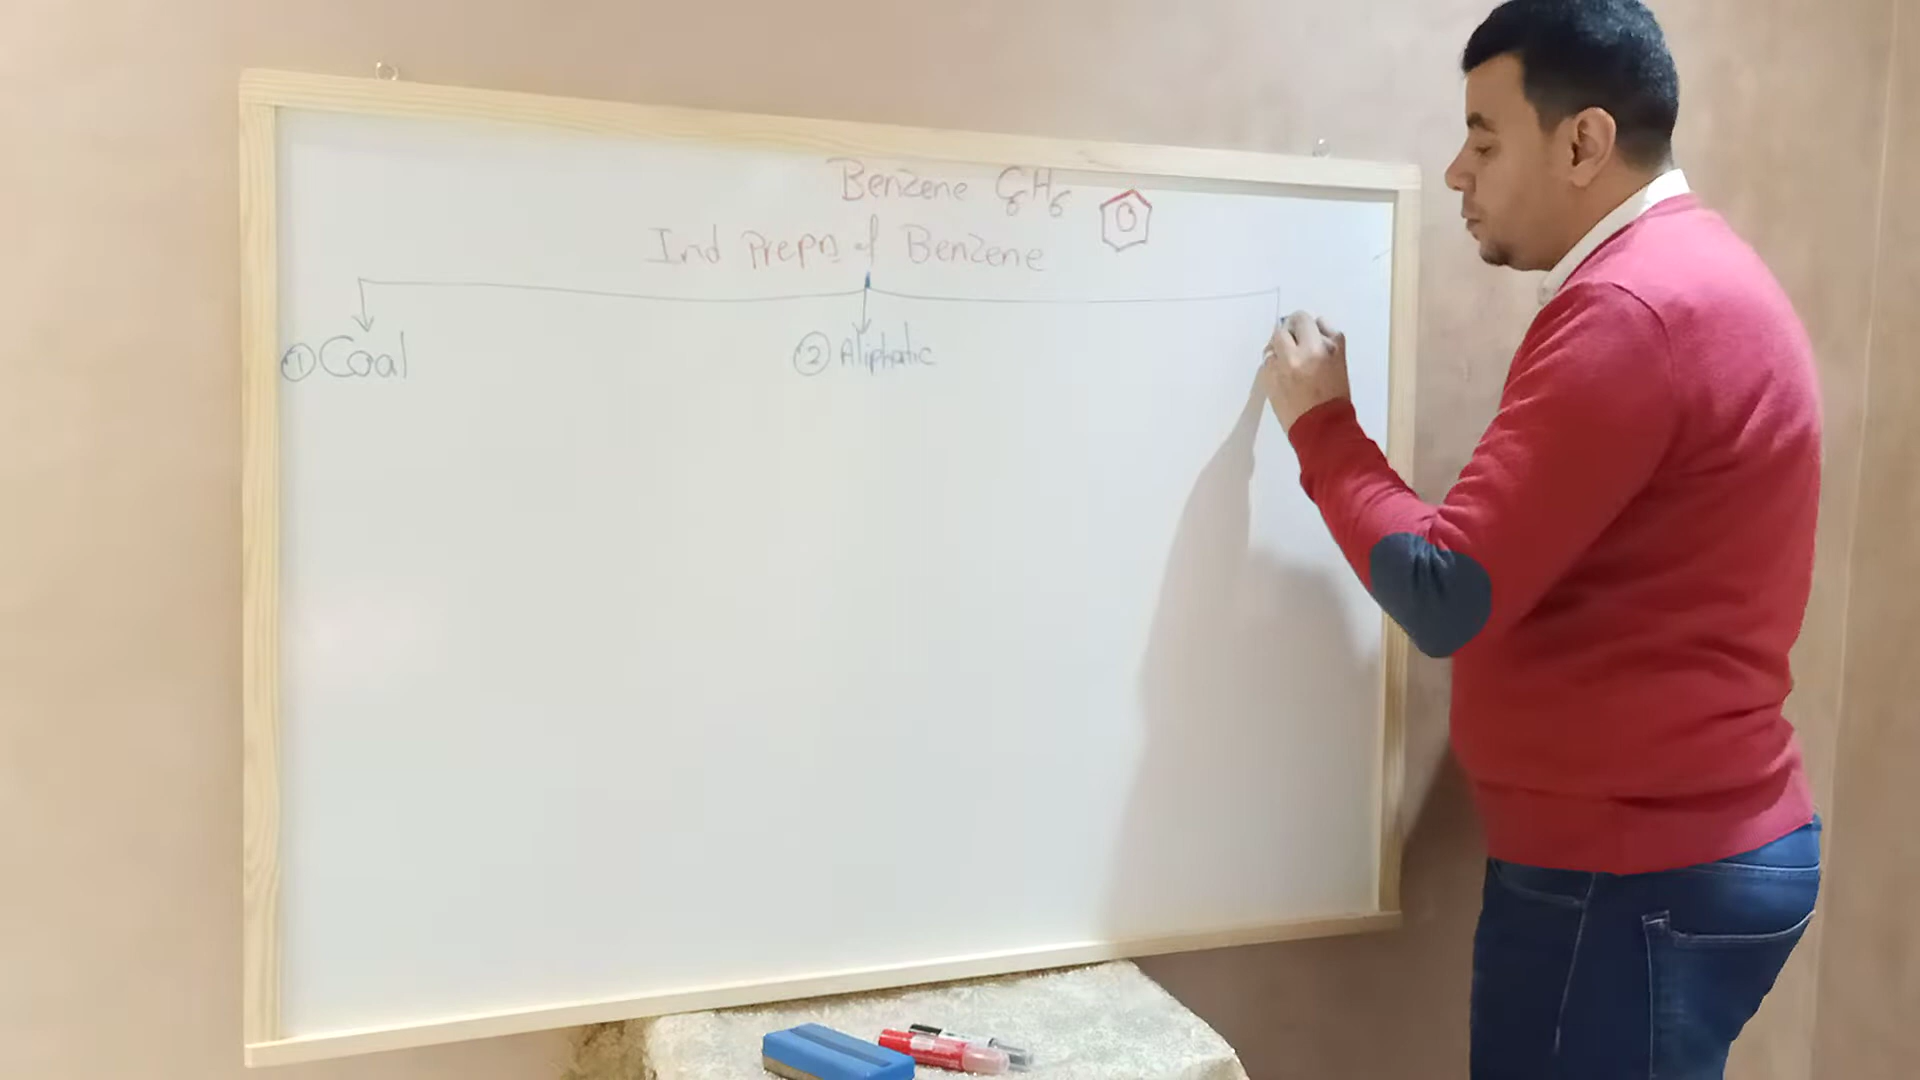 Benzene C6H6
Ind Prepn of Benzene
① Coal
② Aliphatic